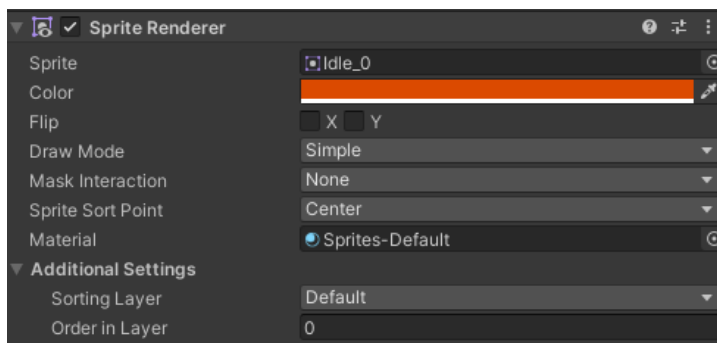 Sprite Renderer
Sprite Idle_0
Color
Flip X Y
Draw Mode Simple
Mask Interaction None
Sprite Sort Point Center
Material Sprites-Default
Additional Settings
Sorting Layer Default
Order in Layer 0